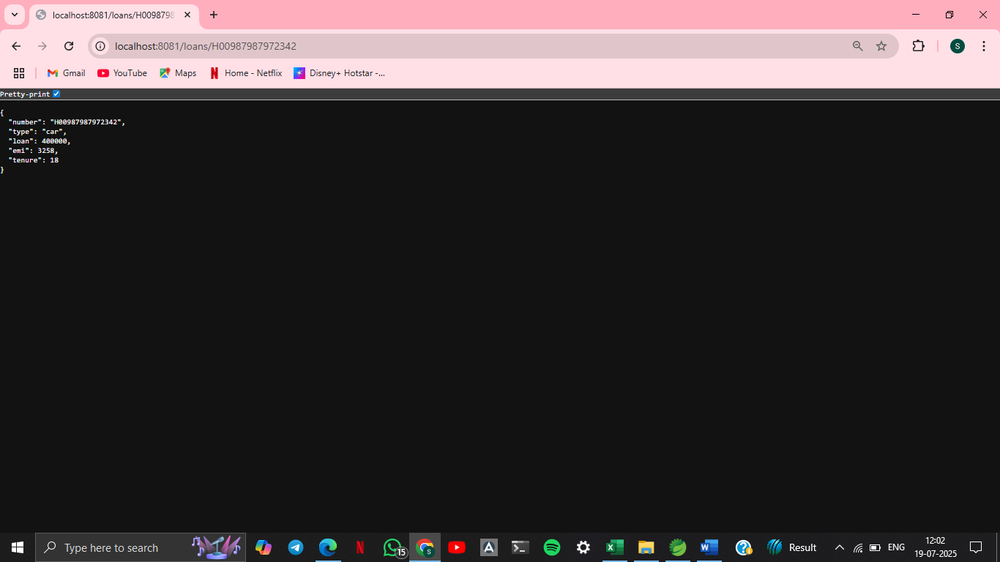 localhost:8081/loans/H0098798
localhost:8081/loans/H00987987972342
S
Gmail
YouTube
Maps
Home - Netflix
Disney+ Hotstar -...
Pretty-print
{
"number": "H00987987972342",
"type": "car",
"loan": 400000,
"emi": 3258,
"tenure": 18
}
Type here to search
15
S
Result
ENG
12:02
19-07-2025